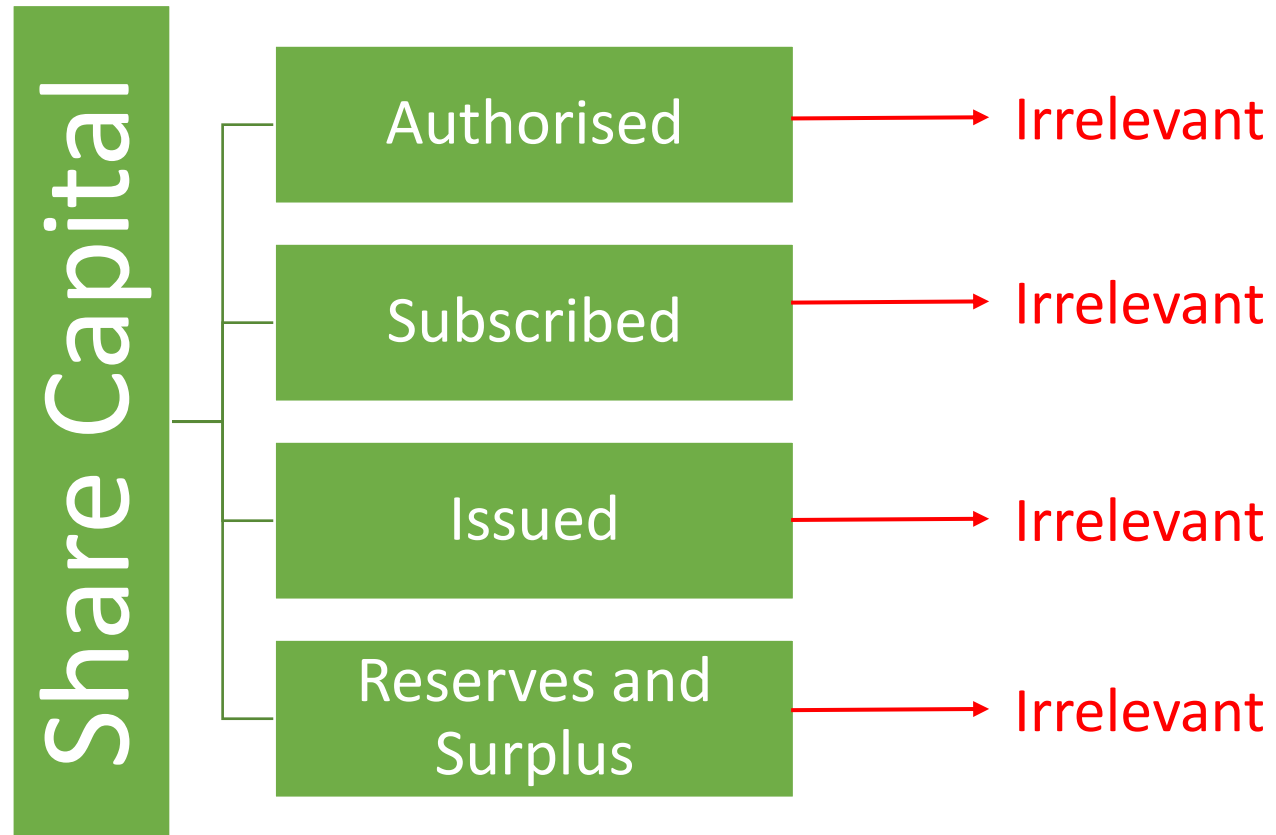 Share Capital
Authorised
Irrelevant
Subscribed
Irrelevant
Issued
Irrelevant
Reserves and
Surplus
Irrelevant